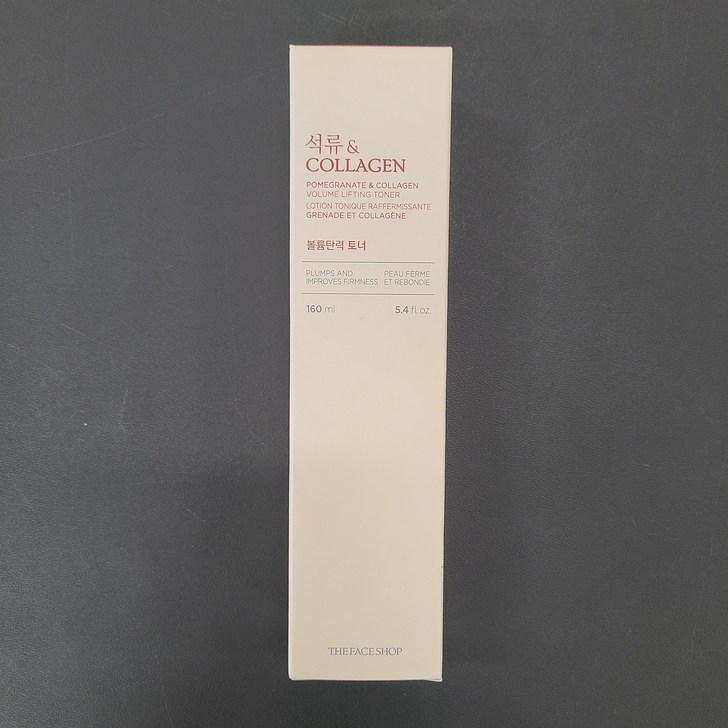 석류 &
COLLAGEN
POMEGRANATE & COLLAGEN
VOLUME LIFTING TONER
LOTION TONIQUE RAFFERMISSANTE
GRENADE ET COLLAGÈNE
볼륨탄력 토너
PLUMPS AND PEAU FERME
IMPROVES FIRMNESS ET REBONDIE
160 ml 5.4 fl. oz.
THE FACE SHOP